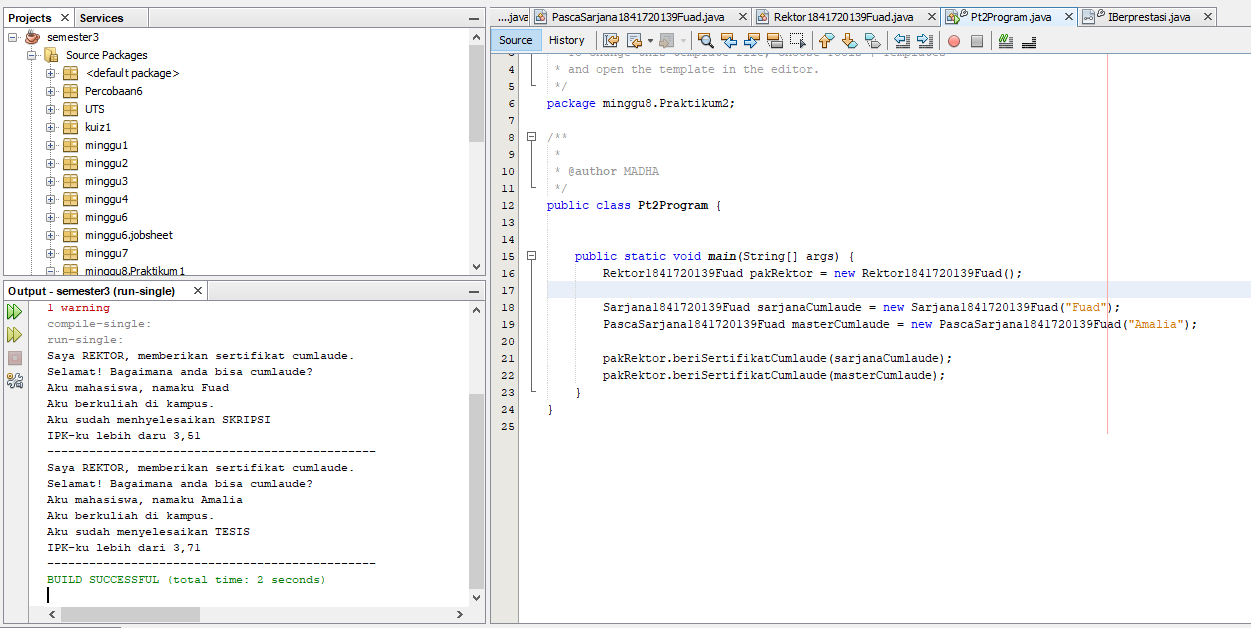 Projects
Services
semester3
Source Packages
<default package>
Percobaan6
UTS
kuiz1
minggu1
minggu2
minggu3
minggu4
minggu6
minggu6.jobsheet
minggu7
minggu8.Praktikum1
Output - semester3 (run-single)
1 warning
compile-single:
run-single:
Saya REKTOR, memberikan sertifikat cumlaude.
Selamat! Bagaimana anda bisa cumlaude?
Aku mahasiswa, namaku Fuad
Aku berkuliah di kampus.
Aku sudah menhyelesaikan SKRIPSI
IPK-ku lebih daru 3,51
-----------------------------------------------
Saya REKTOR, memberikan sertifikat cumlaude.
Selamat! Bagaimana anda bisa cumlaude?
Aku mahasiswa, namaku Amalia
Aku berkuliah di kampus.
Aku sudah menyelesaikan TESIS
IPK-ku lebih dari 3,71
-----------------------------------------------
BUILD SUCCESSFUL (total time: 2 seconds)
...java
PascaSarjana1841720139Fuad.java
Rektor1841720139Fuad.java
Pt2Program.java
IBerprestasi.java
Source
History
3 * To change this template file, choose Tools | Templates
4 * and open the template in the editor.
5 */
6 package minggu8.Praktikum2;
7
8 /**
9 *
10 * @author MADHA
11 */
12 public class Pt2Program {
13
14
15 public static void main(String[] args) {
16 Rektor1841720139Fuad pakRektor = new Rektor1841720139Fuad();
17
18 Sarjana1841720139Fuad sarjanaCumlaude = new Sarjana1841720139Fuad("Fuad");
19 PascaSarjana1841720139Fuad masterCumlaude = new PascaSarjana1841720139Fuad("Amalia");
20
21 pakRektor.beriSertifikatCumlaude(sarjanaCumlaude);
22 pakRektor.beriSertifikatCumlaude(masterCumlaude);
23 }
24 }
25